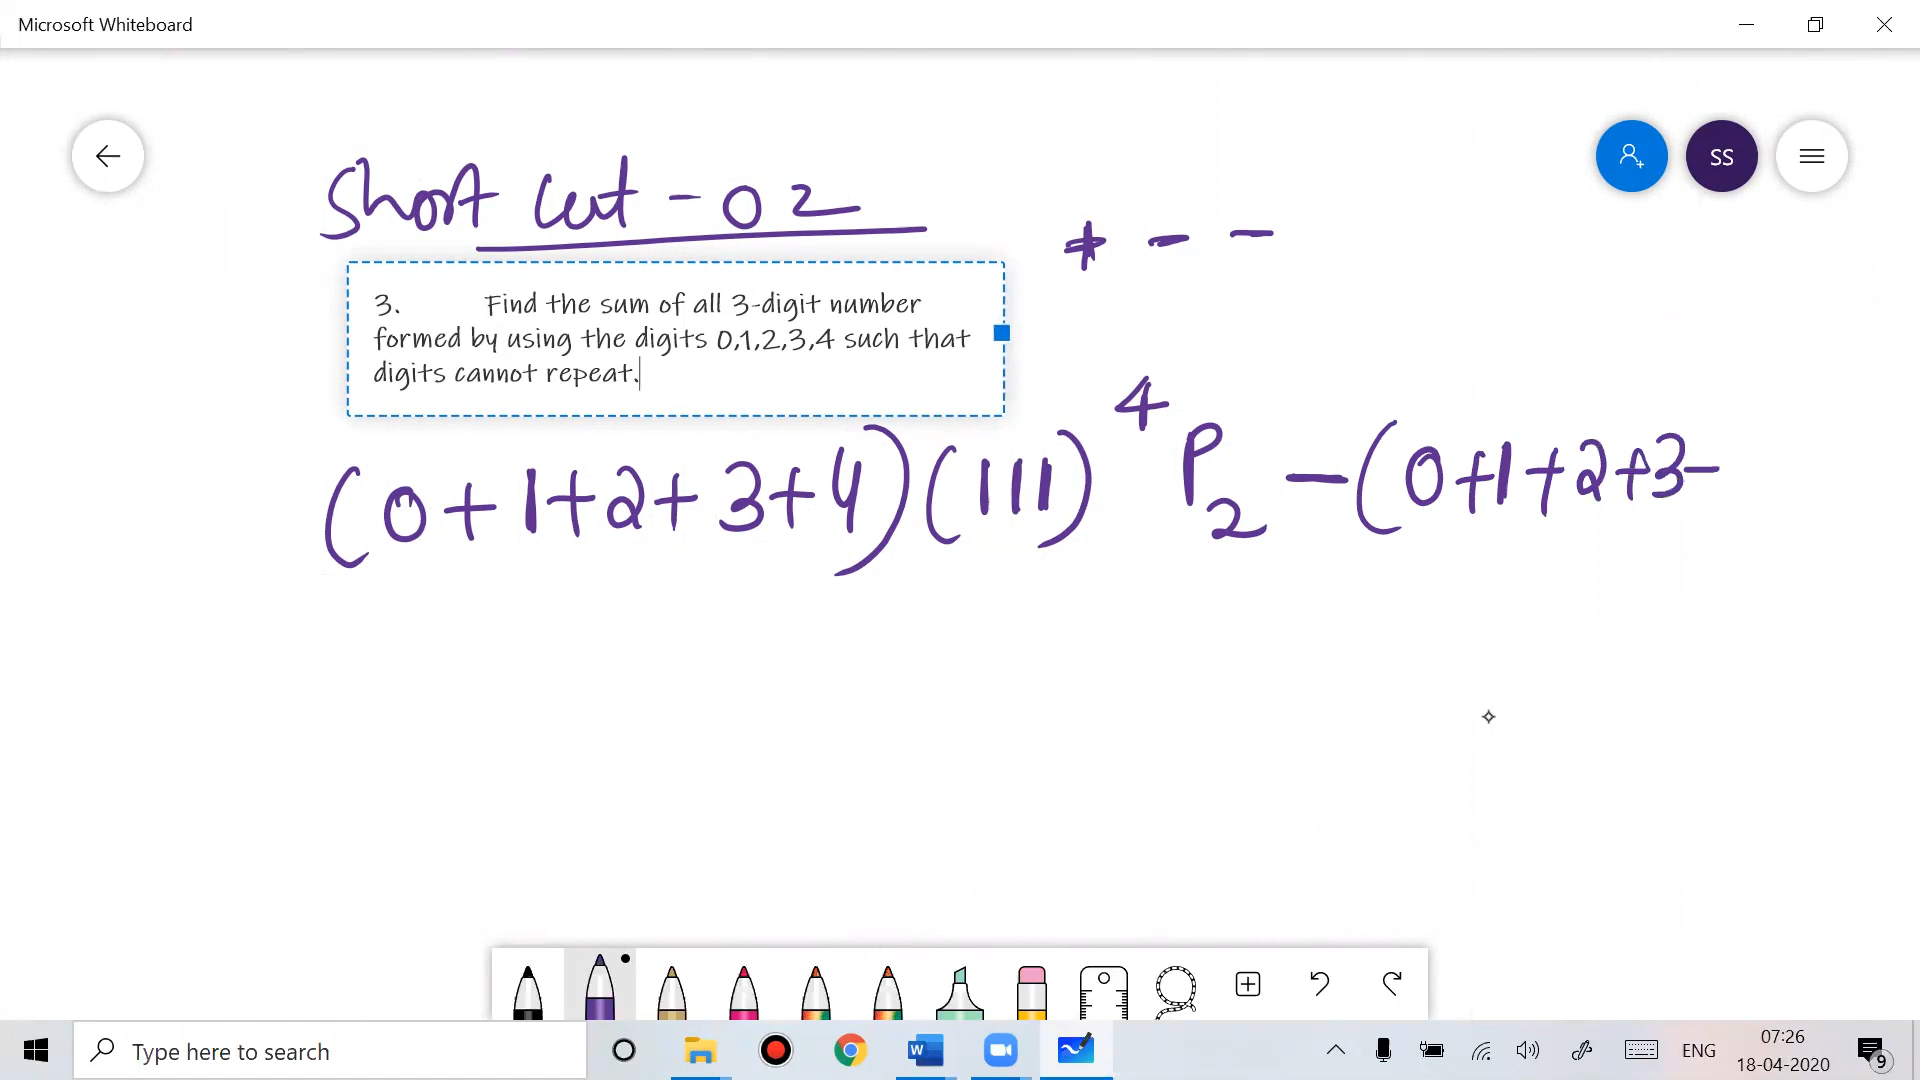 Microsoft Whiteboard
SS
Short cut - 02
3. Find the sum of all 3-digit number
formed by using the digits 0,1,2,3,4 such that
digits cannot repeat.
(0+1+2+3+4)(111) ⁴P₂ - (0+1+2+3-
Type here to search
W
ENG
07:26
18-04-2020
9